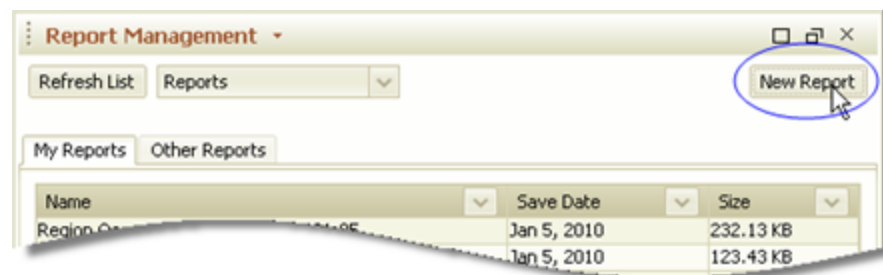 Report Management
Refresh List Reports New Report
My Reports Other Reports
Name Save Date Size
Region Jan 5, 2010 232.13 KB
Jan 5, 2010 123.43 KB